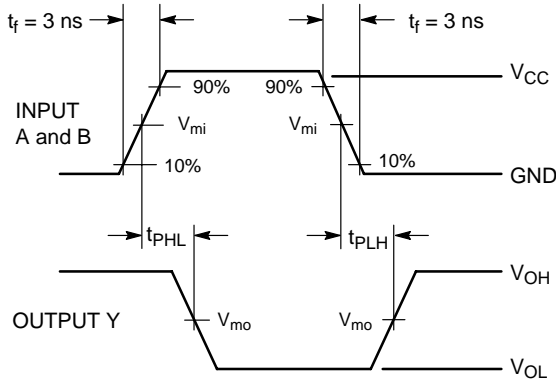 tf = 3 ns
tf = 3 ns
90%
90%
VCC
INPUT
A and B
Vmi
Vmi
10%
10%
GND
tPHL
tPLH
VOH
OUTPUT Y
Vmo
Vmo
VOL